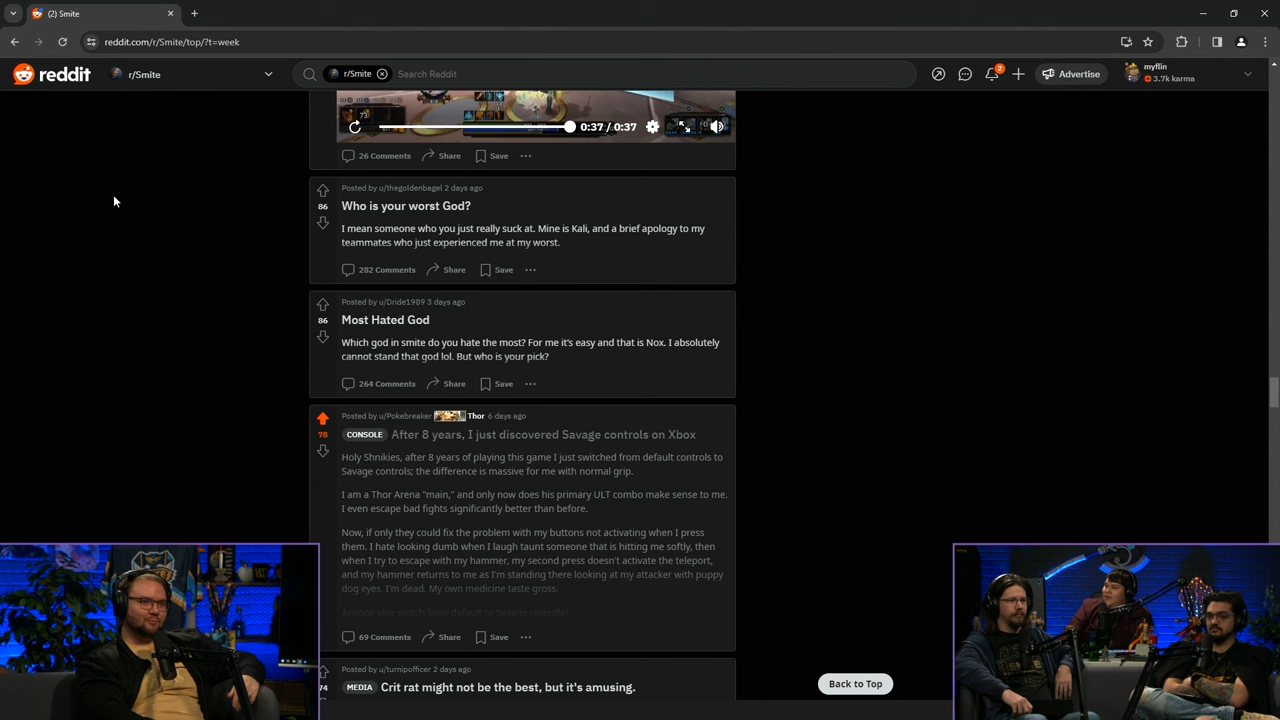 (2) Smite
reddit.com/r/Smite/top/?t=week
reddit
r/Smite
r/Smite
Search Reddit
2
Advertise
myflin
3.7k karma
73
0:37 / 0:37
26 Comments
Share
Save
Posted by u/thegoldenbagel 2 days ago
86
Who is your worst God?
I mean someone who you just really suck at. Mine is Kali, and a brief apology to my
teammates who just experienced me at my worst.
282 Comments
Share
Save
Posted by u/Dride1989 3 days ago
86
Most Hated God
Which god in smite do you hate the most? For me it's easy and that is Nox. I absolutely
cannot stand that god lol. But who is your pick?
264 Comments
Share
Save
Posted by u/Pokebreaker Thor 6 days ago
78
CONSOLE After 8 years, I just discovered Savage controls on Xbox
Holy Shnikies, after 8 years of playing this game I just switched from default controls to
Savage controls; the difference is massive for me with normal grip.
I am a Thor Arena "main," and only now does his primary ULT combo make sense to me.
I even escape bad fights significantly better than before.
Now, if only they could fix the problem with my buttons not activating when I press
them. I hate looking dumb when I laugh taunt someone that is hitting me softly, then
when I try to escape with my hammer, my second press doesn't activate the teleport,
and my hammer returns to me as I'm standing there looking at my attacker with puppy
dog eyes. I'm dead. My own medicine taste gross.
Anyone else switch from default to Savage recently?
69 Comments
Share
Save
Posted by u/turnipofficer 2 days ago
74
MEDIA Crit rat might not be the best, but it's amusing.
Back to Top